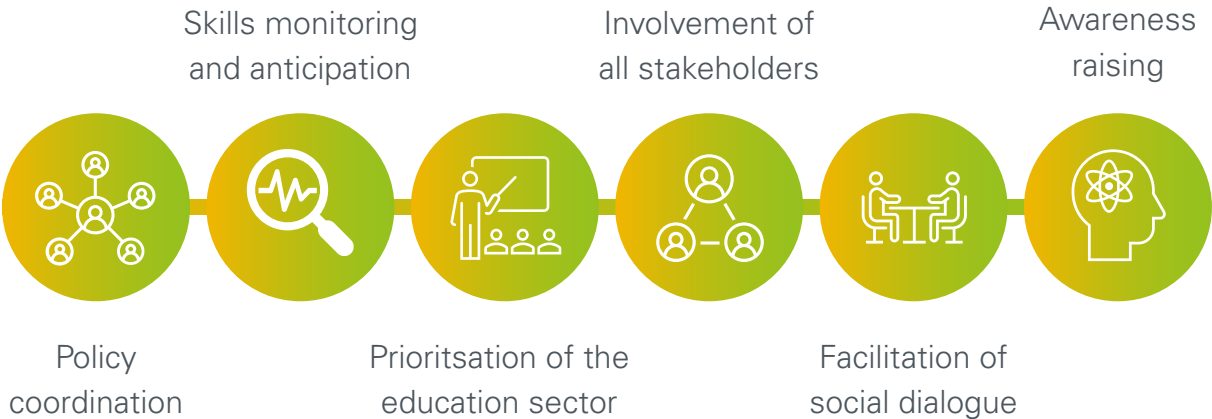 Skills monitoring
and anticipation
Involvement of
all stakeholders
Awareness
raising
Policy
coordination
Prioritsation of the
education sector
Facilitation of
social dialogue